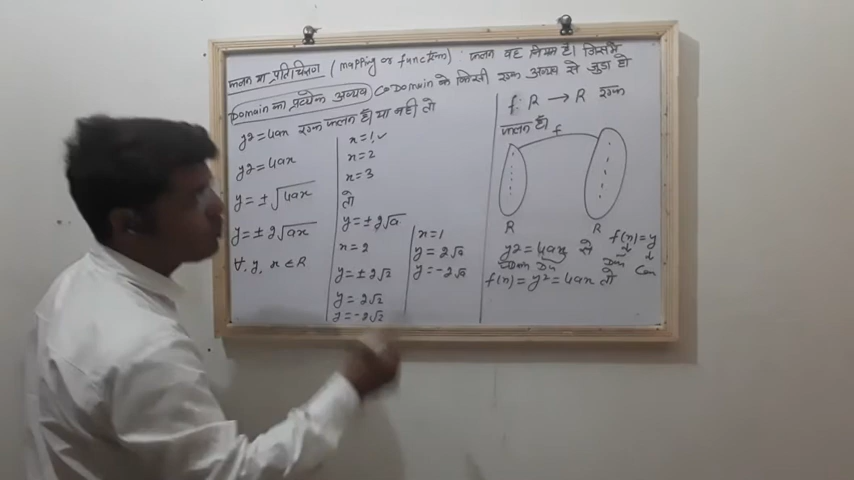 फलन या प्रतिचित्रण (mapping or function) : फलन वह नियम है। जिसमें
Domain का प्रत्येक अवयव CoDomain के किसी एक अवयव से जुड़ा हो
y2=4ax एक फलन है। या नहीं तो
y2=4ax
y=±√4ax
y=±2√ax
∀ y, x ∈ R
x=1,✓
x=2
x=3
तो
y=±2√a
x=2
y=±2√2
y=2√2
y=-2√2
x=1
y=2√a
y=-2√a
f: R → R एक
फलन है।
f
R R
y2=4ax से f(x)=y
f(x)=y²=4ax तो